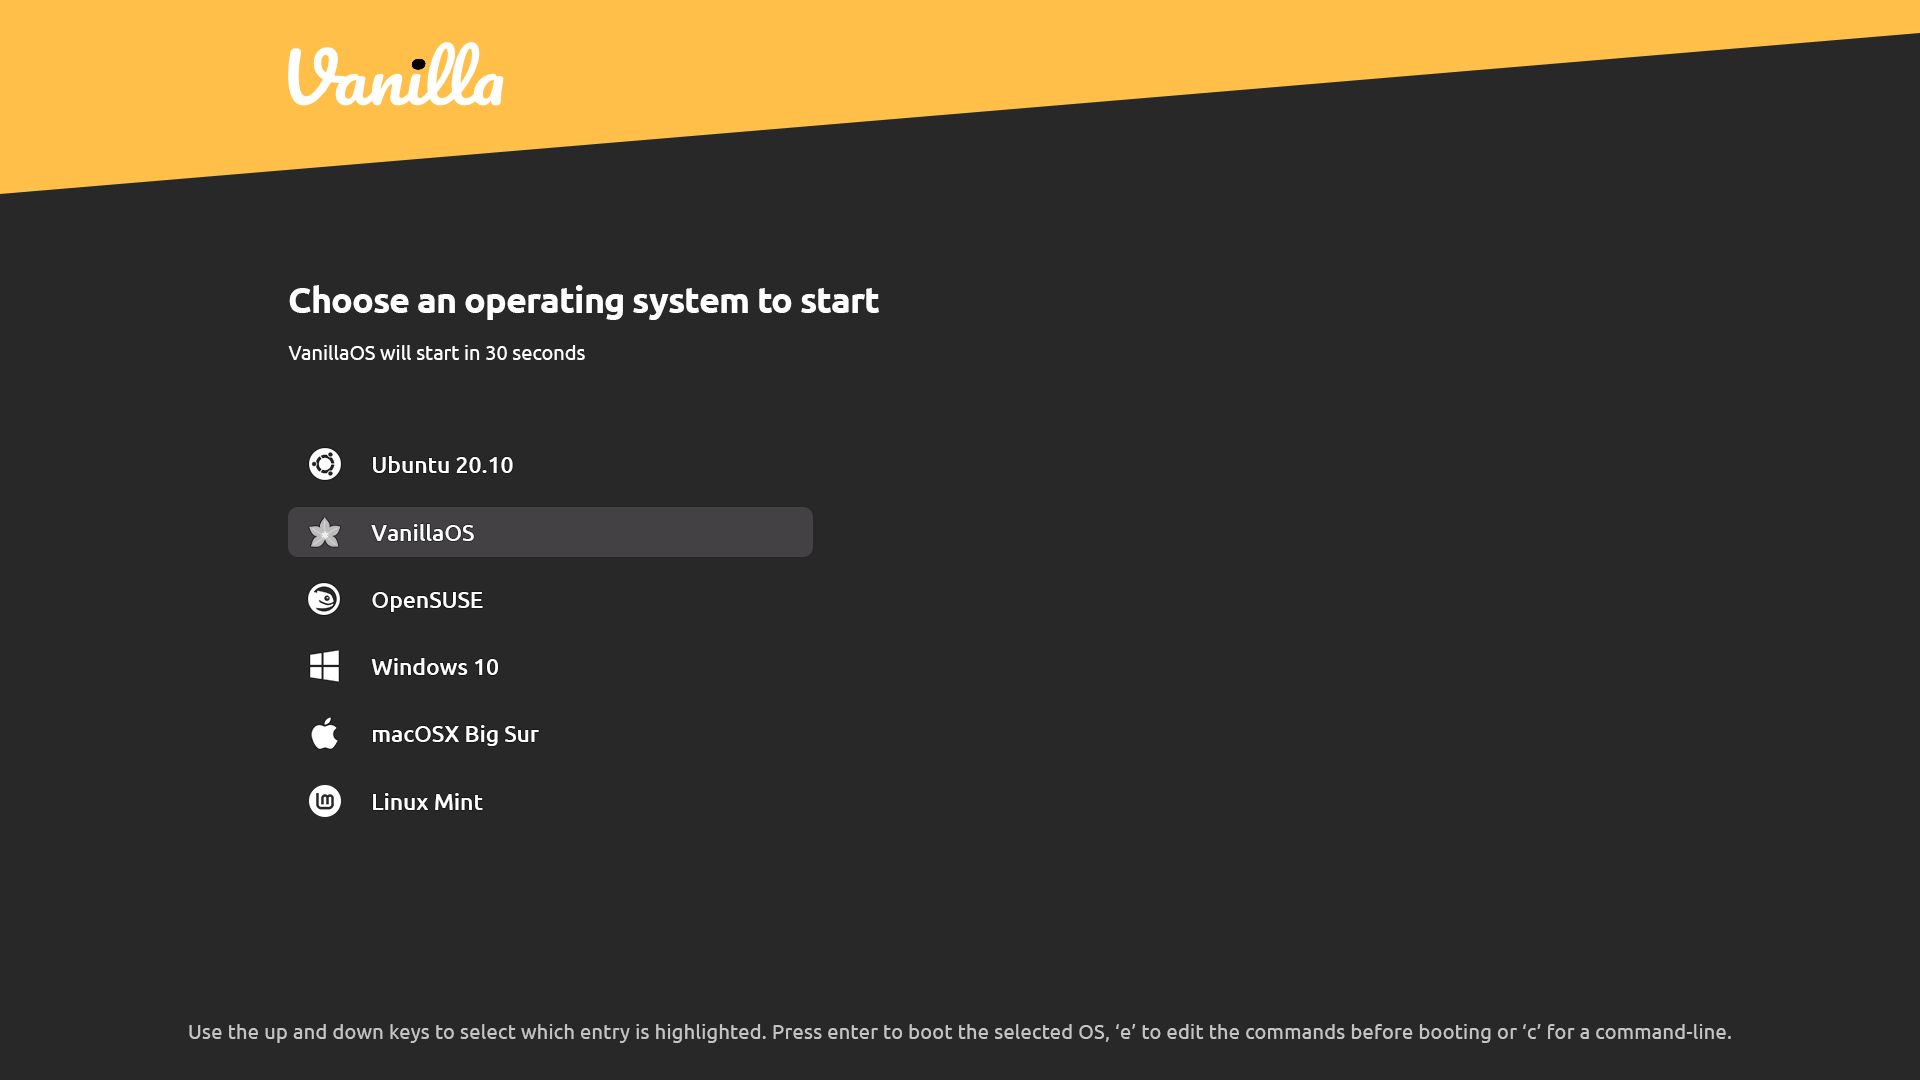 Vanilla
Choose an operating system to start
VanillaOS will start in 30 seconds
Ubuntu 20.10
VanillaOS
OpenSUSE
Windows 10
macOSX Big Sur
Linux Mint
Use the up and down keys to select which entry is highlighted. Press enter to boot the selected OS, ‘e’ to edit the commands before booting or ‘c’ for a command-line.